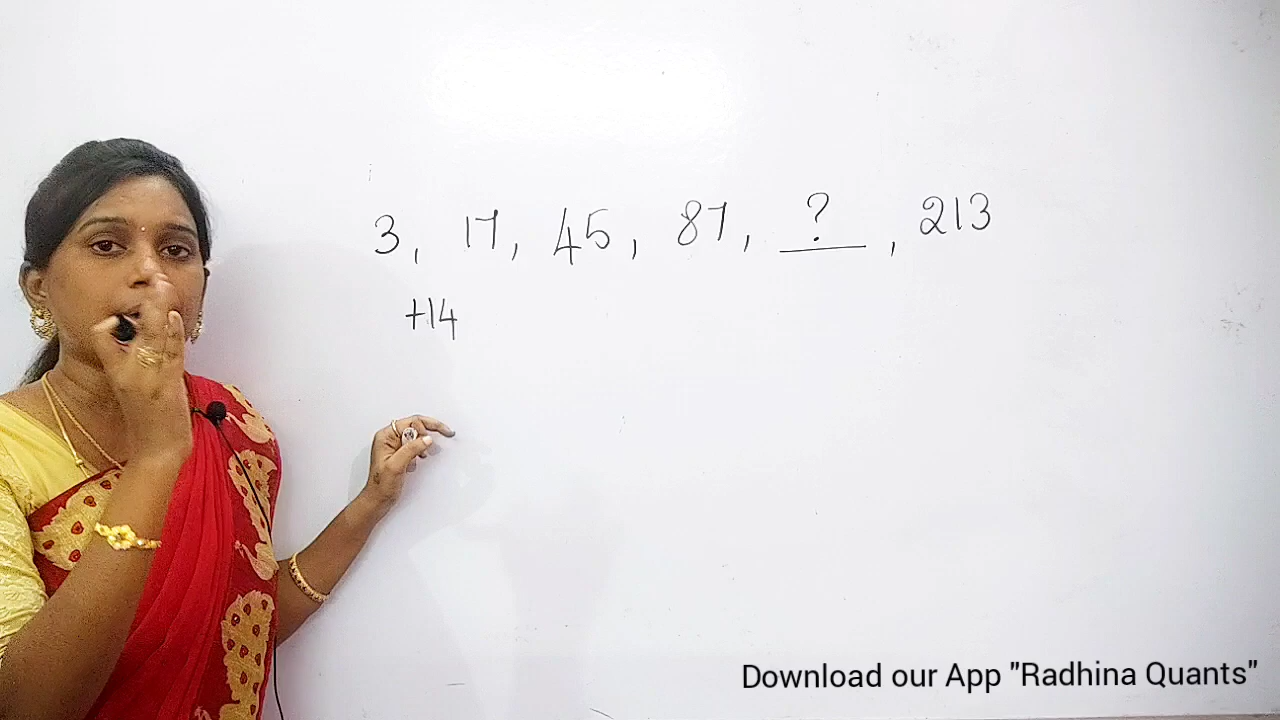 3, 17, 45, 87, ?, 213
+14
Download our App "Radhina Quants"